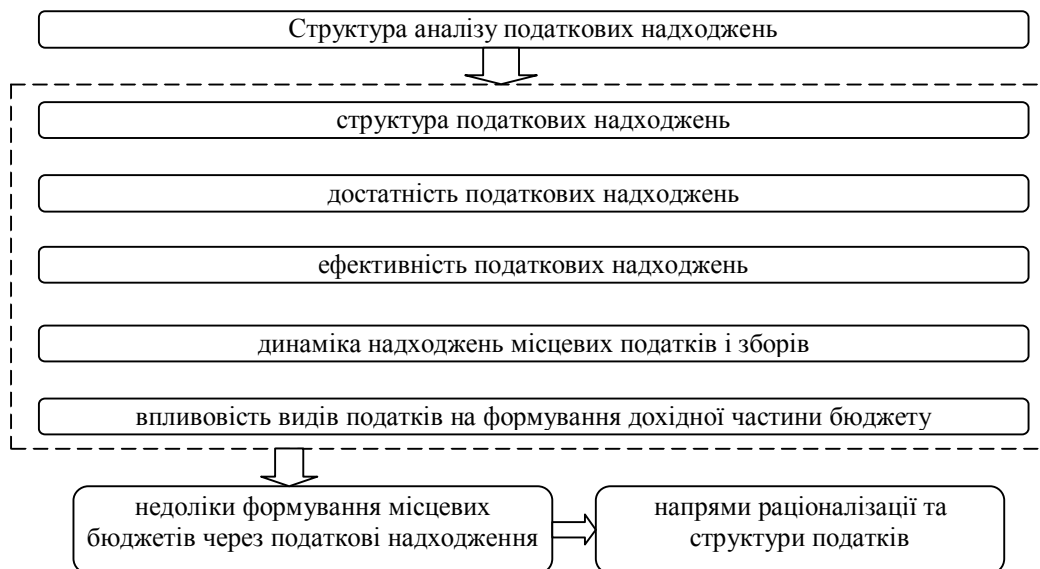 Структура аналізу податкових надходжень
структура податкових надходжень
достатність податкових надходжень
ефективність податкових надходжень
динаміка надходжень місцевих податків і зборів
впливовість видів податків на формування дохідної частини бюджету
недоліки формування місцевих
бюджетів через податкові надходження
напрями раціоналізації та
структури податків